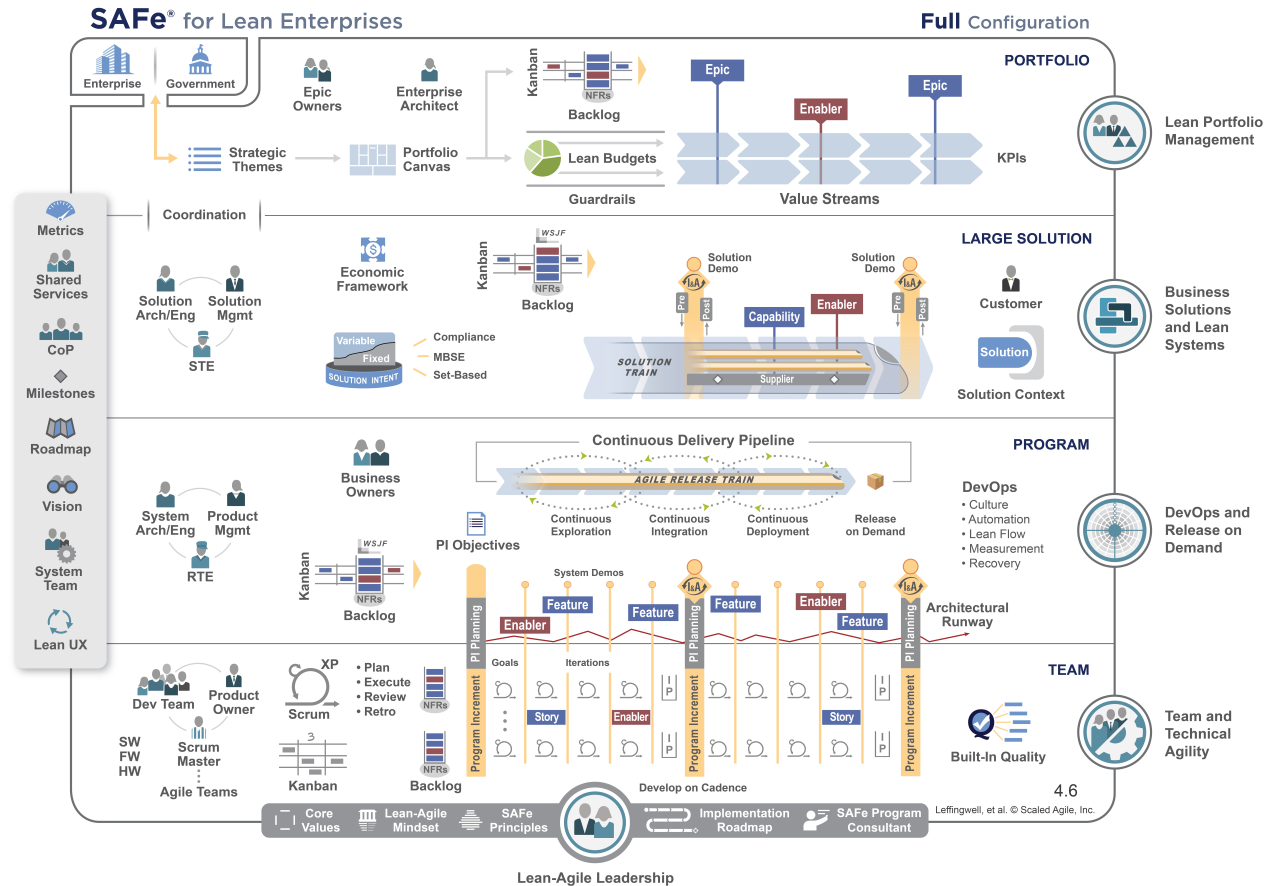 SAFe® for Lean Enterprises
Full Configuration
Enterprise
Government
Epic
Owners
Enterprise
Architect
Kanban
NFRs
Backlog
Epic
Enabler
Epic
PORTFOLIO
Strategic
Themes
Portfolio
Canvas
Lean Budgets
Guardrails
Value Streams
KPIs
Lean Portfolio
Management
Metrics
Shared
Services
CoP
Milestones
Roadmap
Vision
System
Team
Lean UX
Coordination
LARGE SOLUTION
Solution
Arch/Eng
Solution
Mgmt
STE
Economic
Framework
Kanban
WSJF
NFRs
Backlog
Variable
Fixed
SOLUTION INTENT
Compliance
MBSE
Set-Based
Solution
Demo
I&A
Pre
Post
Capability
Enabler
Solution
Demo
I&A
Pre
Post
SOLUTION
TRAIN
Supplier
Customer
Solution
Solution Context
Business
Solutions
and Lean
Systems
PROGRAM
Business
Owners
Continuous Delivery Pipeline
AGILE RELEASE TRAIN
Continuous
Exploration
Continuous
Integration
Continuous
Deployment
Release
on Demand
DevOps
• Culture
• Automation
• Lean Flow
• Measurement
• Recovery
DevOps and
Release on
Demand
System
Arch/Eng
Product
Mgmt
RTE
Kanban
WSJF
NFRs
Backlog
PI Objectives
System Demos
I&A
I&A
PI Planning
PI Planning
PI Planning
Enabler
Feature
Feature
Feature
Enabler
Feature
Architectural
Runway
TEAM
Dev Team
Product
Owner
Scrum
Master
SW
FW
HW
Agile Teams
XP
Scrum
• Plan
• Execute
• Review
• Retro
3
Kanban
NFRs
NFRs
Backlog
Program Increment
Program Increment
Program Increment
Goals
Iterations
I
P
I
P
Story
Enabler
Story
I
P
I
P
Develop on Cadence
Built-In Quality
Team and
Technical
Agility
4.6
Leffingwell, et al. © Scaled Agile, Inc.
Core
Values
Lean-Agile
Mindset
SAFe
Principles
Implementation
Roadmap
SAFe Program
Consultant
Lean-Agile Leadership